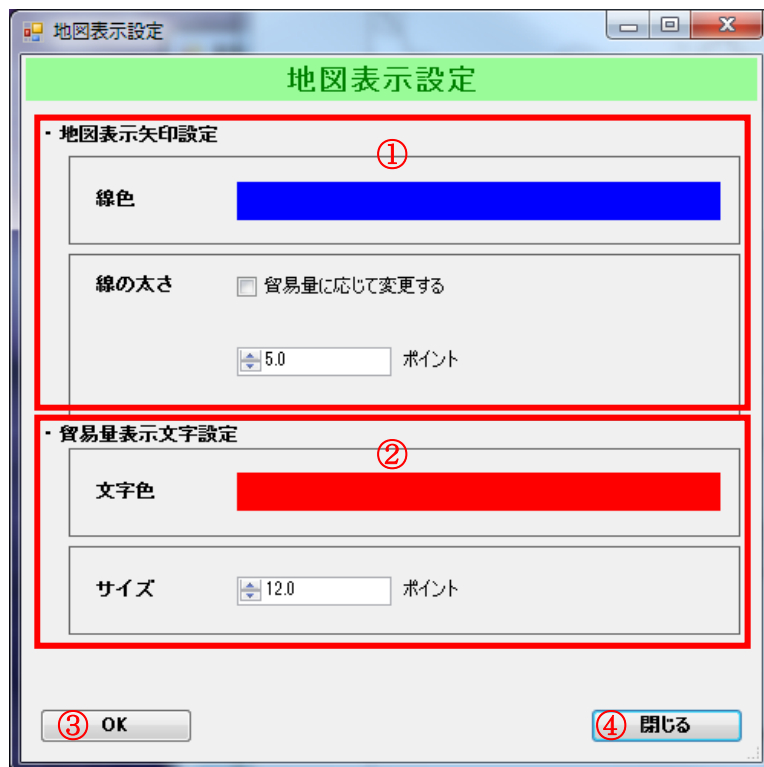 地図表示設定
地図表示設定
・地図表示矢印設定
①
線色
線の太さ 貿易量に応じて変更する
5.0 ポイント
・貿易量表示文字設定
②
文字色
サイズ 12.0 ポイント
③ OK ④ 閉じる